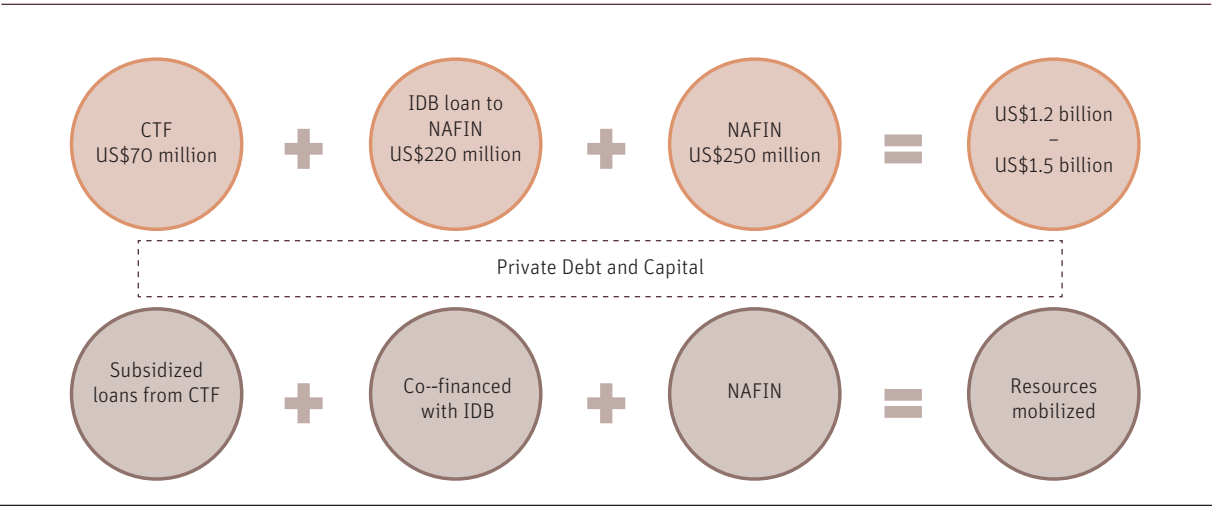 CTF
US$70 million
IDB loan to
NAFIN
US$220 million
NAFIN
US$250 million
US$1.2 billion
–
US$1.5 billion
Private Debt and Capital
Subsidized
loans from CTF
Co--financed
with IDB
NAFIN
Resources
mobilized